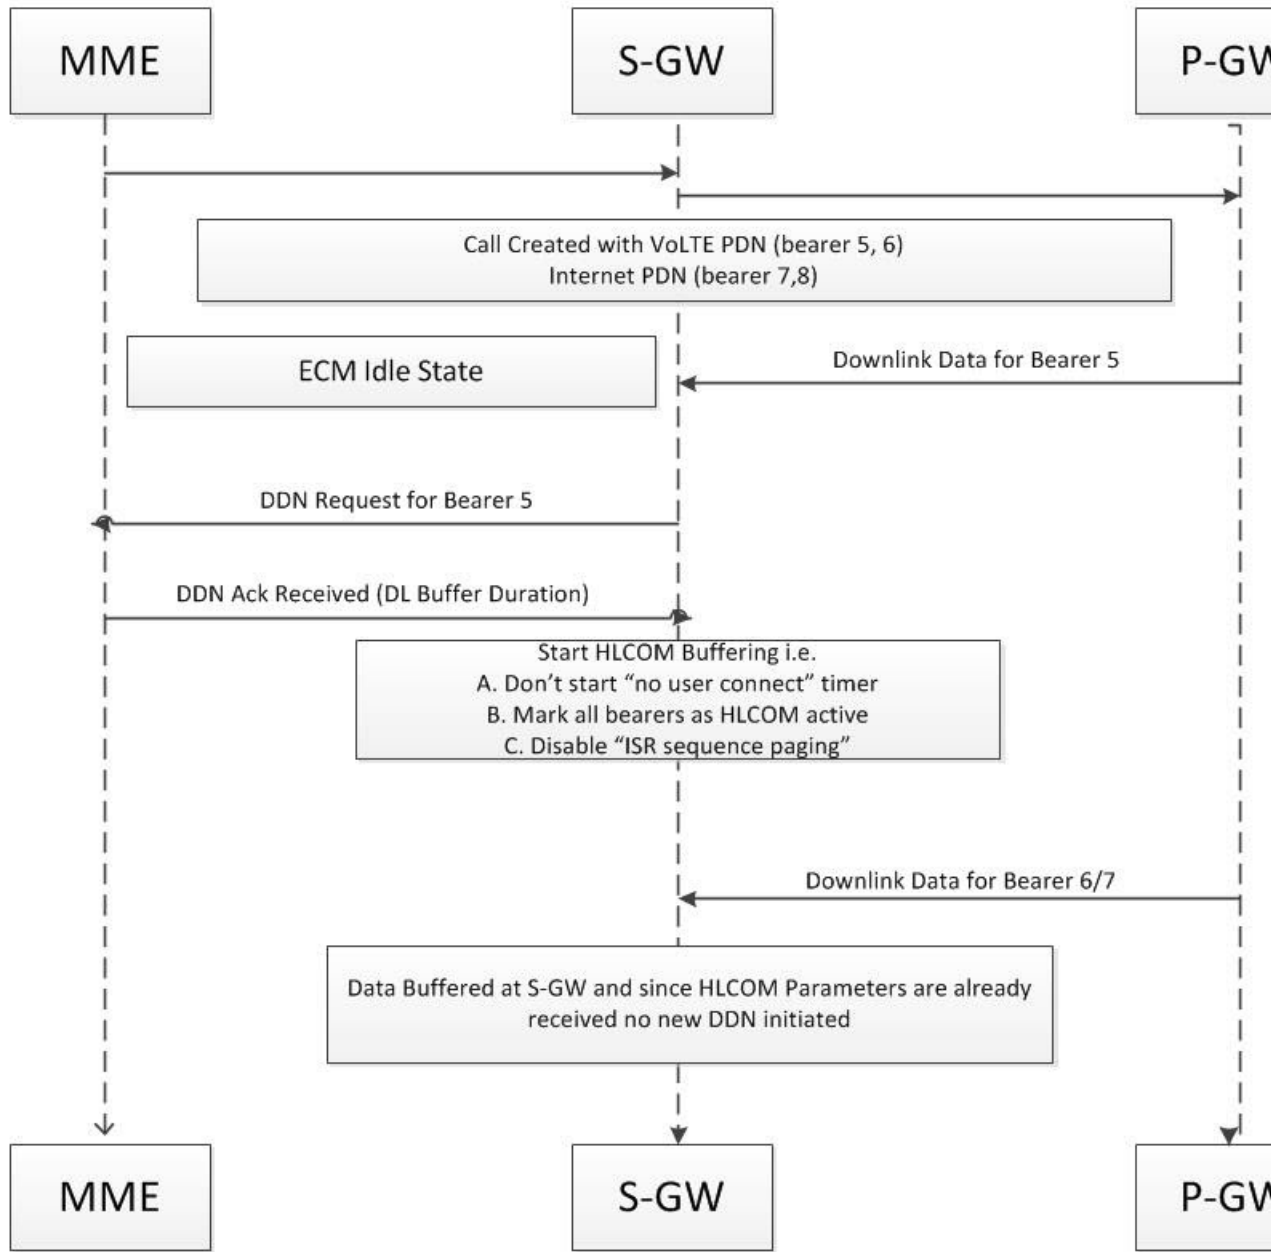 MME
S-GW
P-GW
Call Created with VoLTE PDN (bearer 5, 6)
Internet PDN (bearer 7,8)
ECM Idle State
Downlink Data for Bearer 5
DDN Request for Bearer 5
DDN Ack Received (DL Buffer Duration)
Start HLCOM Buffering i.e.
A. Don’t start “no user connect” timer
B. Mark all bearers as HLCOM active
C. Disable “ISR sequence paging”
Downlink Data for Bearer 6/7
Data Buffered at S-GW and since HLCOM Parameters are already
received no new DDN initiated
MME
S-GW
P-GW